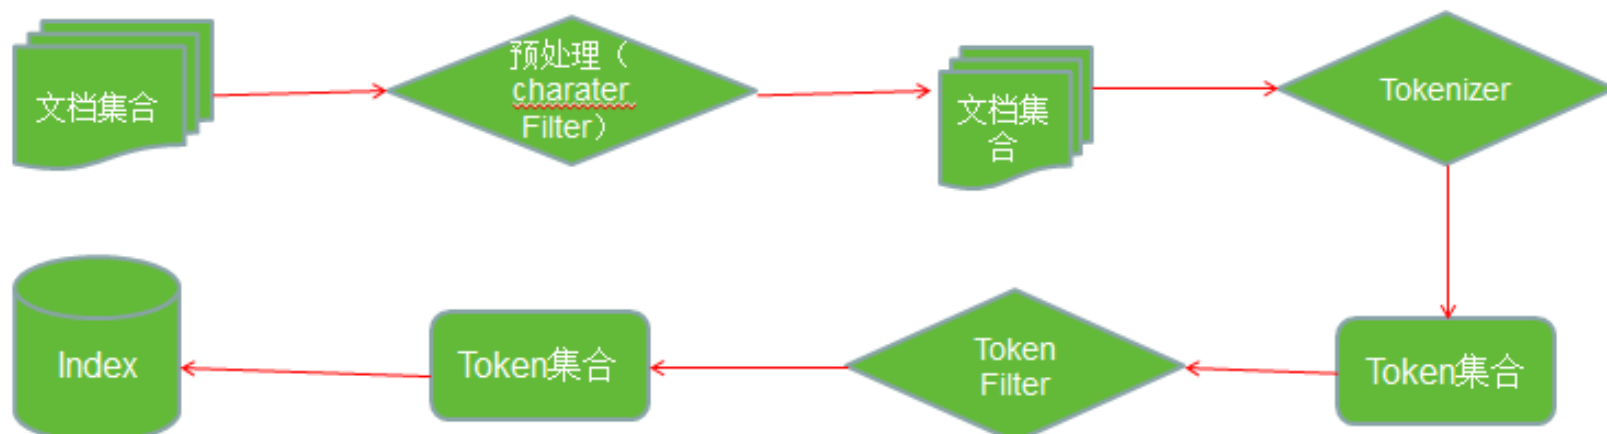 文档集合
预处理（
charater
Filter）
文档集
合
Tokenizer
Index
Token集合
Token
Filter
Token集合